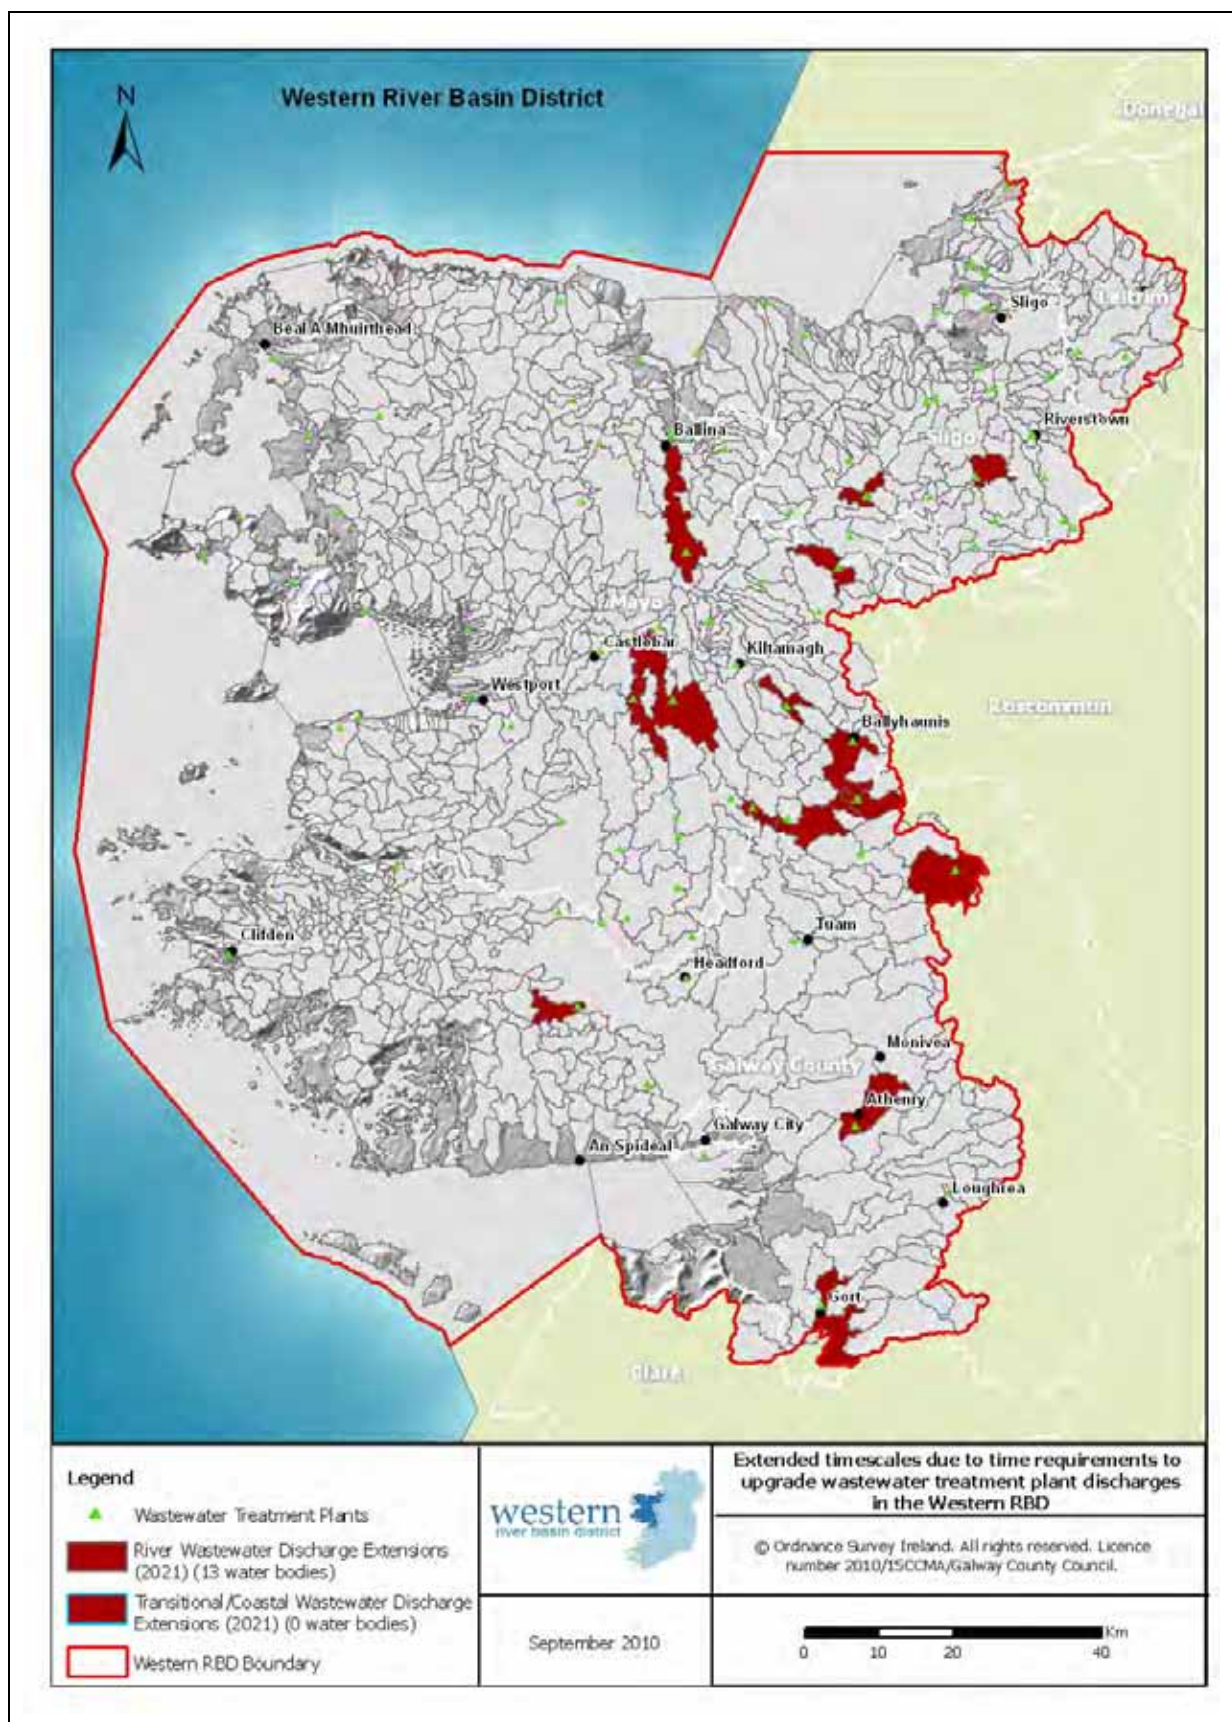 Western River Basin District
N
Donegal
Leitrim
Sligo
Beal A Mhuirthead
Ballina
Riverstown
Sligo
Mayo
Castlebar
Kiltamagh
Westport
Roscommon
Ballyhaunis
Clifden
Tuam
Headford
Monivea
Galway County
Athenry
Galway City
An Spideal
Loughrea
Gort
Clare
Legend
Wastewater Treatment Plants
River Wastewater Discharge Extensions
(2021) (13 water bodies)
Transitional/Coastal Wastewater Discharge
Extensions (2021) (0 water bodies)
Western RBD Boundary
western
river basin district
September 2010
Extended timescales due to time requirements to
upgrade wastewater treatment plant discharges
in the Western RBD
© Ordnance Survey Ireland. All rights reserved. Licence
number 2010/15CCMA/Galway County Council.
Km
0 10 20 40